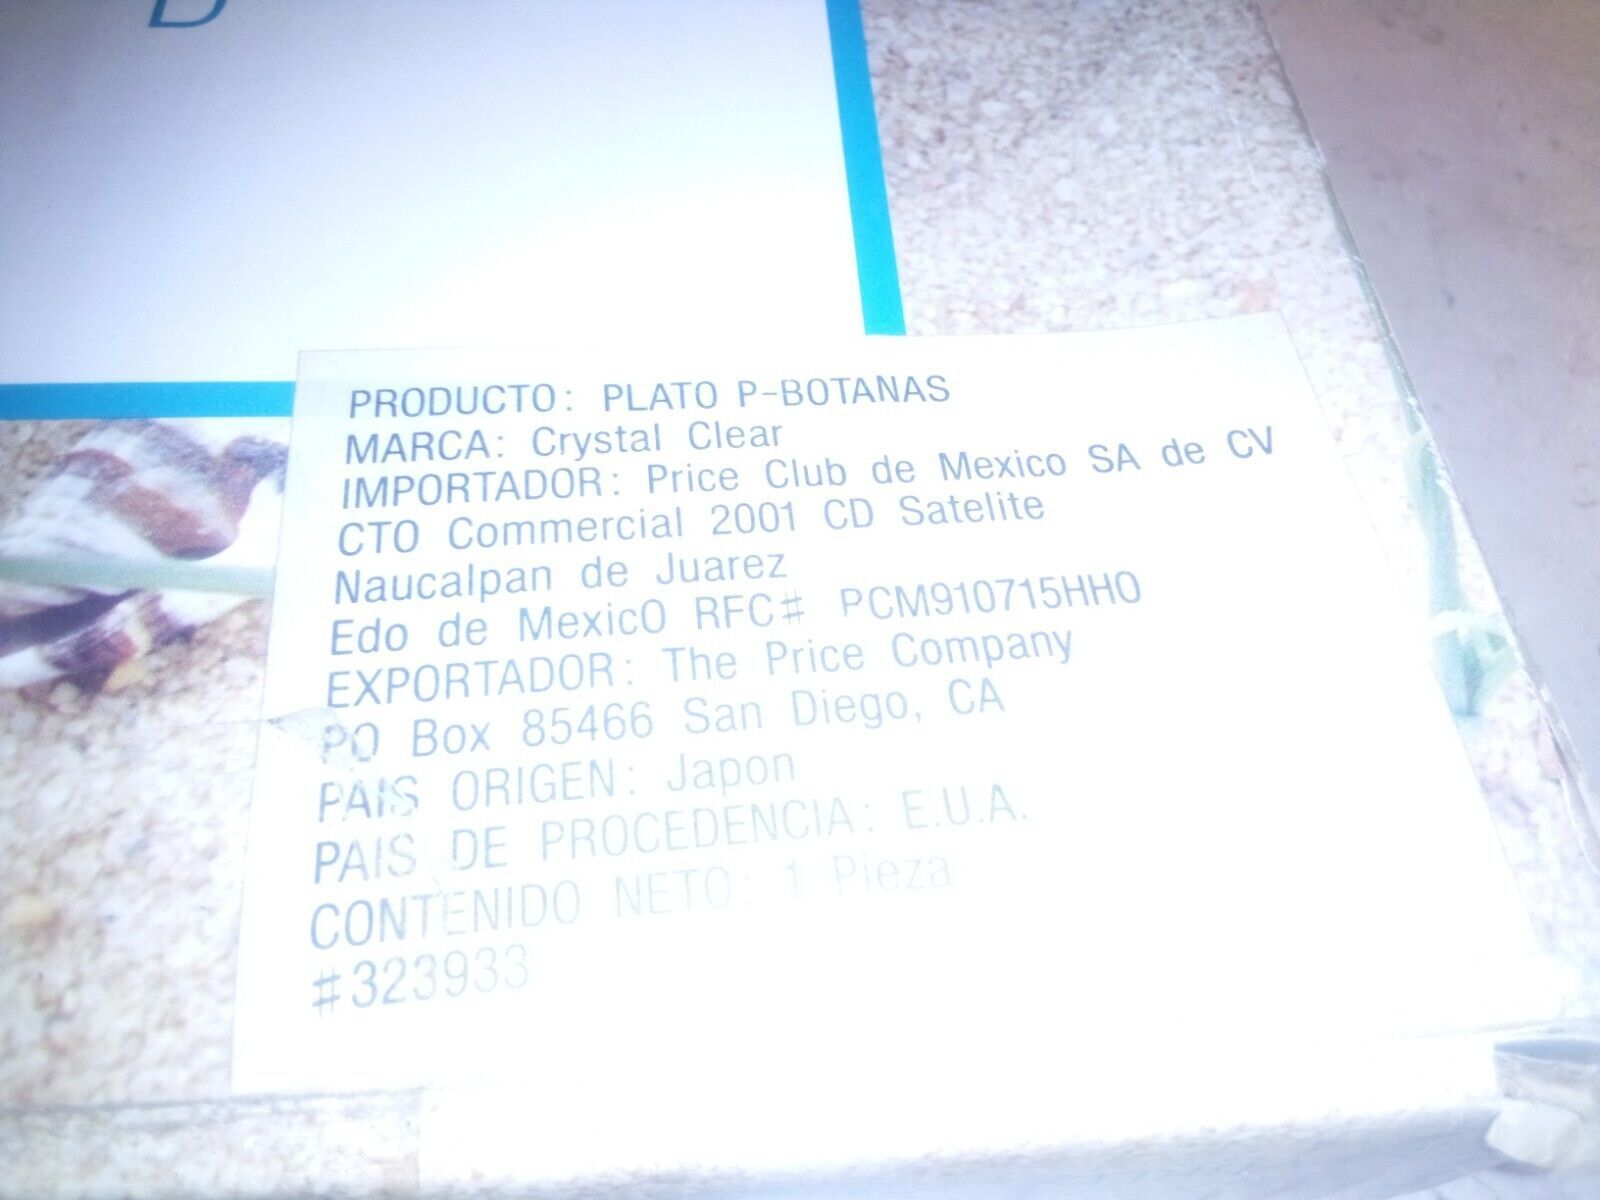 PRODUCTO: PLATO P-BOTANAS
MARCA: Crystal Clear
IMPORTADOR: Price Club de Mexico SA de CV
CTO Commercial 2001 CD Satelite
Naucalpan de Juarez
Edo de MexicO RFC# PCM910715HHO
EXPORTADOR: The Price Company
PO Box 85466 San Diego, CA
PAIS ORIGEN: Japon
PAIS DE PROCEDENCIA: E.U.A.
CONTENIDO NETO: 1 Pieza
#323933